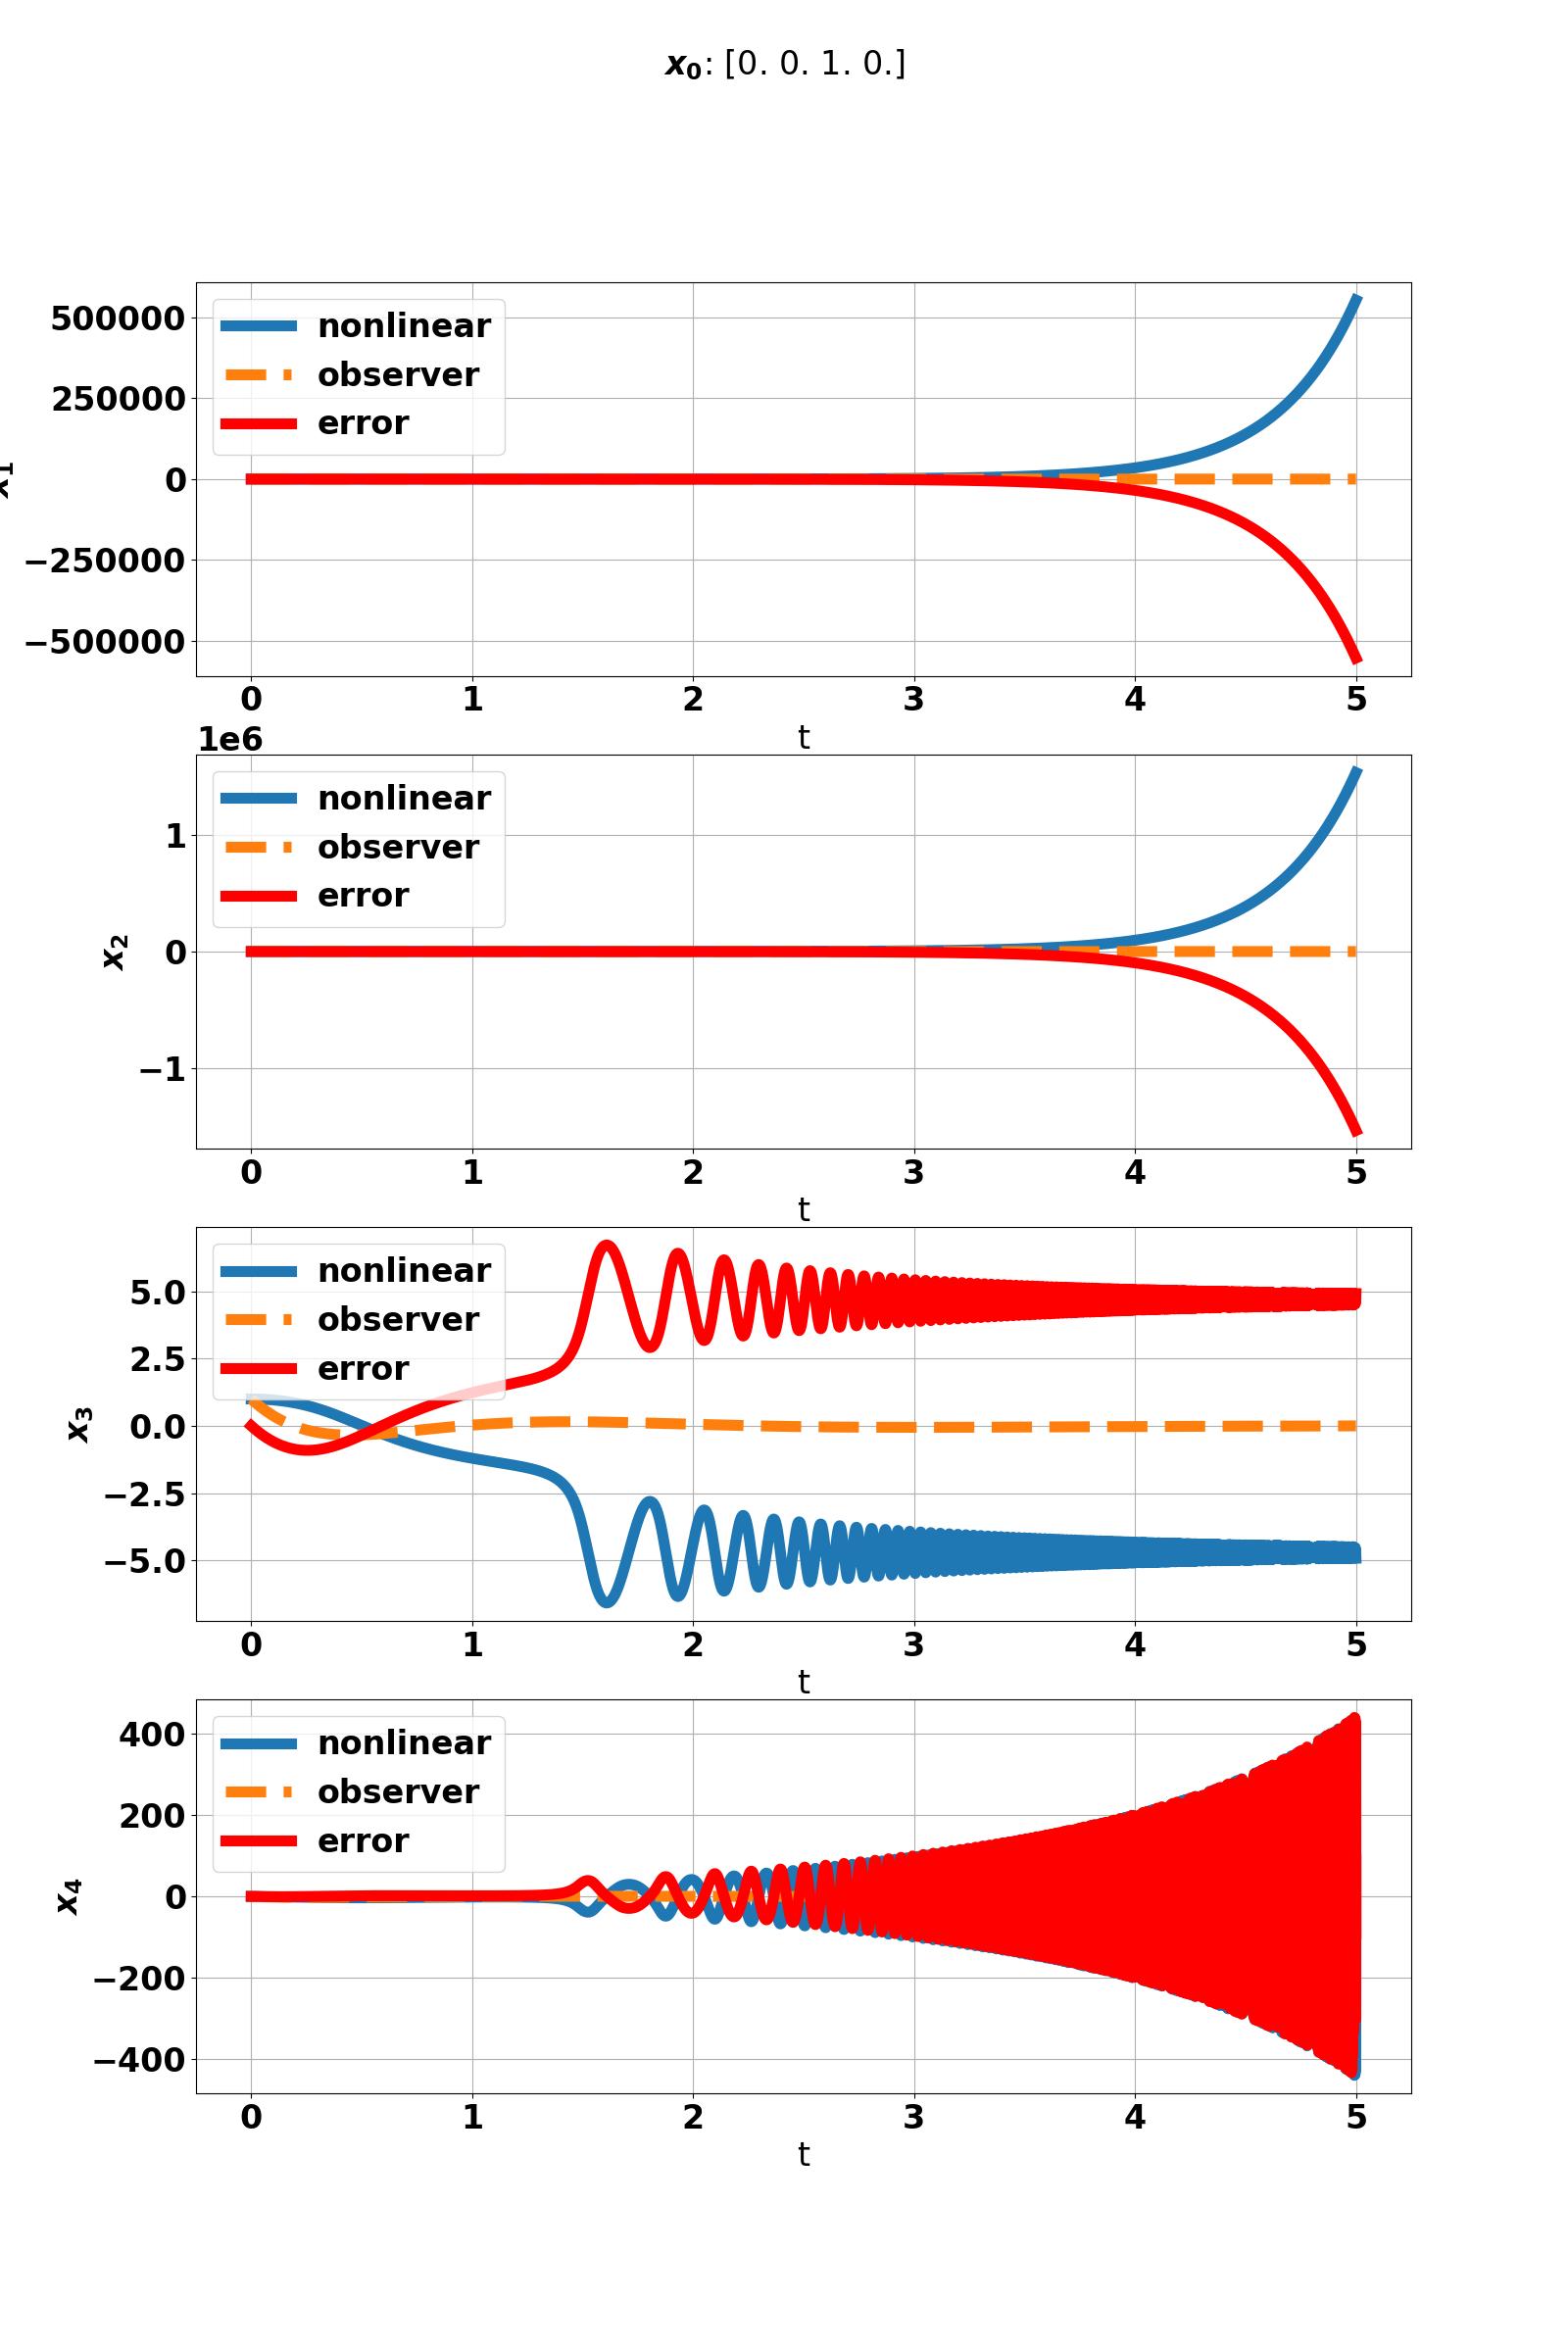 x₀: [0. 0. 1. 0.]
nonlinear
observer
error
500000
250000
0
−250000
−500000
x₁
0 1 2 3 4 5
t
1e6
nonlinear
observer
error
1
0
−1
x₂
0 1 2 3 4 5
t
nonlinear
observer
error
5.0
2.5
0.0
−2.5
−5.0
x₃
0 1 2 3 4 5
t
nonlinear
observer
error
400
200
0
−200
−400
x₄
0 1 2 3 4 5
t